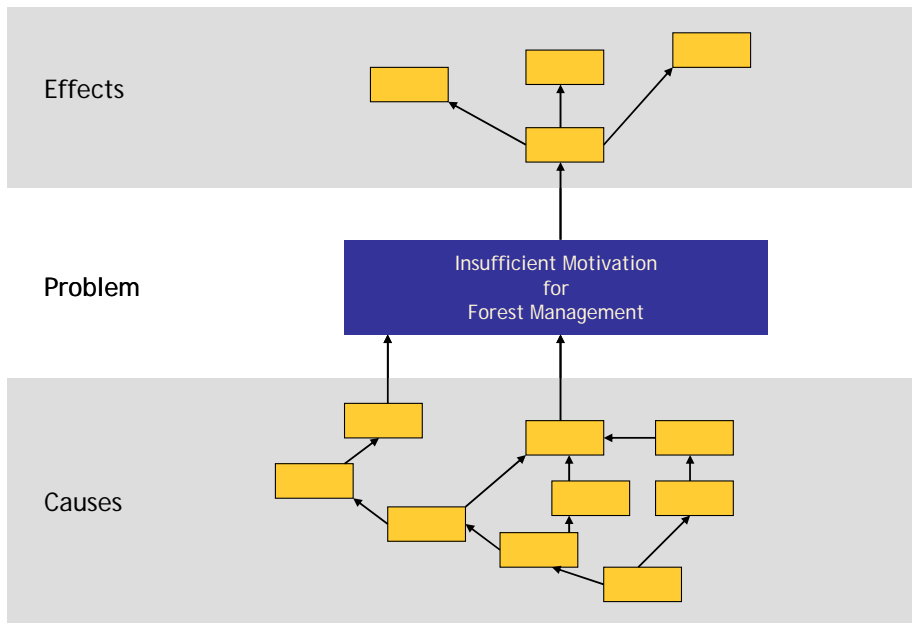 Effects
Problem
Insufficient Motivation
for
Forest Management
Causes